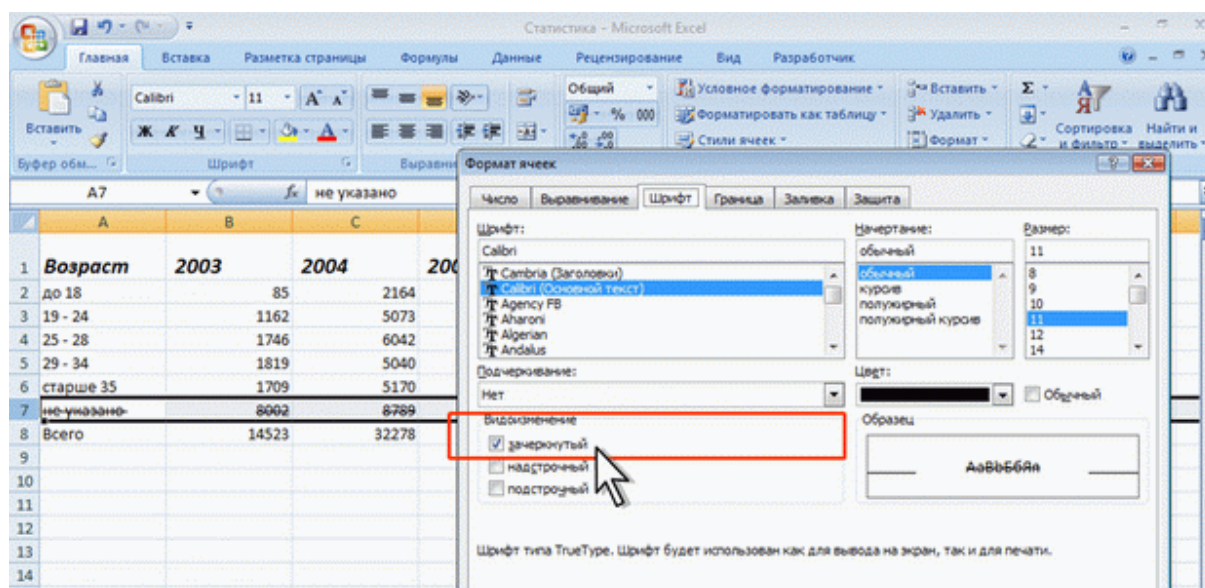 Статистика - Microsoft Excel
Главная Вставка Разметка страницы Формулы Данные Рецензирование Вид Разработчик
Вставить
Буфер обм...
Calibri 11
Ж К Ч
Шрифт
Выравни
Общий
% 000
Условное форматирование
Форматировать как таблицу
Стили ячеек
Вставить
Удалить
Формат
Сортировка и фильтр
Найти и выделить
A7 fx не указано
A B C
1 Возраст 2003 2004 200
2 до 18 85 2164
3 19 - 24 1162 5073
4 25 - 28 1746 6042
5 29 - 34 1819 5040
6 старше 35 1709 5170
7 не указано 8002 8789
8 Всего 14523 32278
9
10
11
12
13
14
Формат ячеек
Число Выравнивание Шрифт Граница Заливка Защита
Шрифт: Начертание: Размер:
Calibri обычный 11
Cambria (Заголовки)
Calibri (Основной текст)
Agency FB
Aharoni
Algerian
Andalus
обычный
курсив
полужирный
полужирный курсив
8
9
10
11
12
14
Подчеркивание: Цвет:
Нет Обычный
Видоизменение Образец
зачеркнутый
надстрочный
подстрочный
АаВbБбЯя
Шрифт типа TrueType. Шрифт будет использован как для вывода на экран, так и для печати.